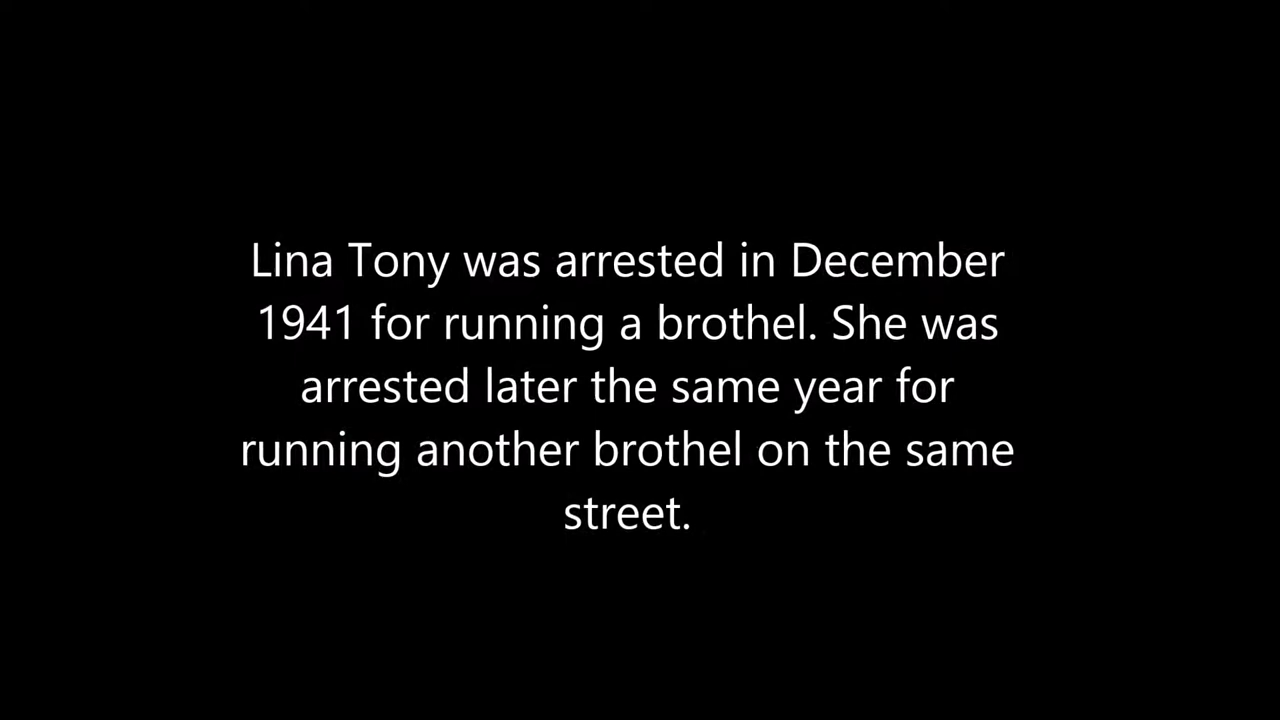 Lina Tony was arrested in December
1941 for running a brothel. She was
arrested later the same year for
running another brothel on the same
street.